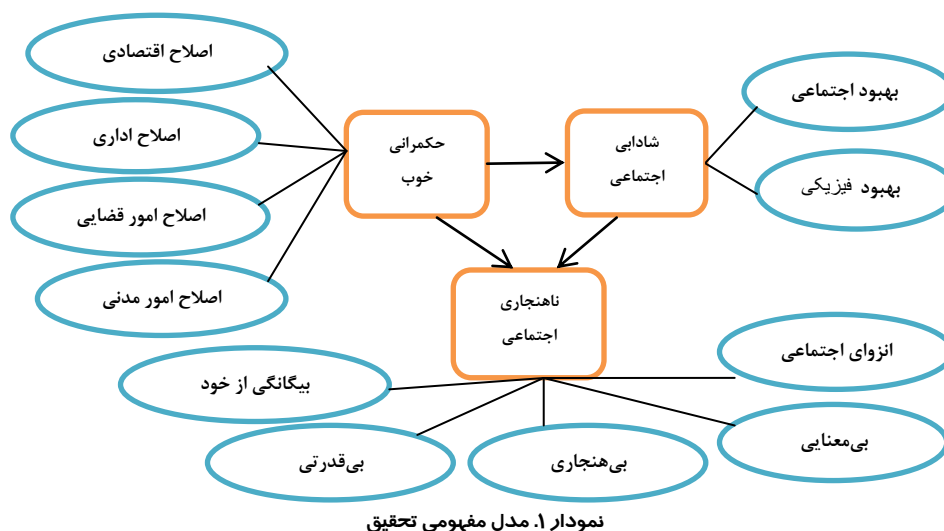 اصلاح اقتصادی
اصلاح اداری
اصلاح امور قضایی
اصلاح امور مدنی
حکمرانی
خوب
شادابی
اجتماعی
بهبود اجتماعی
بهبود فیزیکی
ناهنجاری
اجتماعی
انزوای اجتماعی
بی‌معنایی
بی‌هنجاری
بی‌قدرتی
بیگانگی از خود
نمودار ۱. مدل مفهومی تحقیق